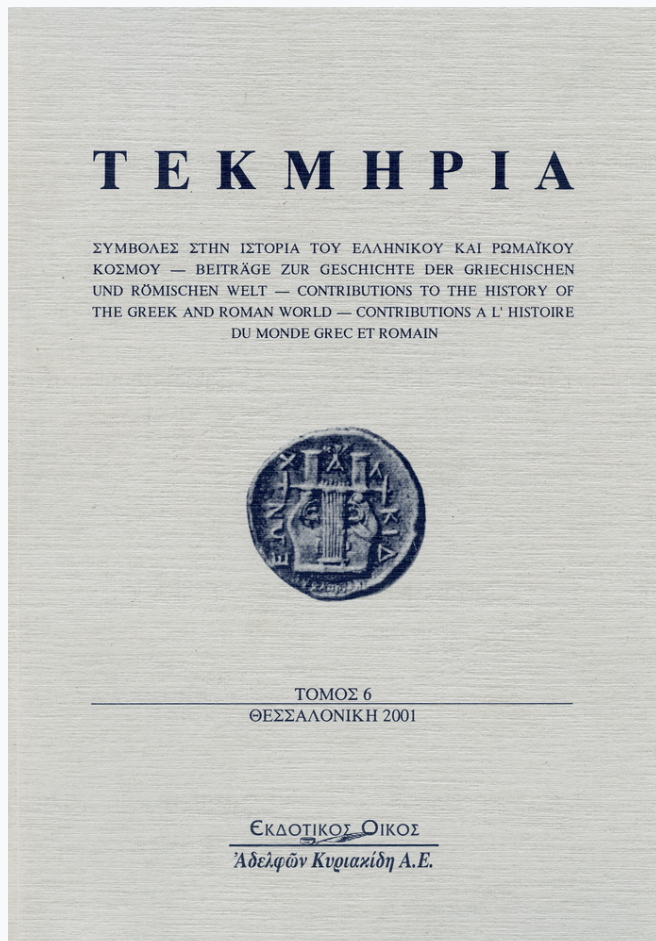 ΤΕΚΜΗΡΙΑ
ΣΥΜΒΟΛΕΣ ΣΤΗΝ ΙΣΤΟΡΙΑ ΤΟΥ ΕΛΛΗΝΙΚΟΥ ΚΑΙ ΡΩΜΑΪΚΟΥ
ΚΟΣΜΟΥ — BEITRÄGE ZUR GESCHICHTE DER GRIECHISCHEN
UND RÖMISCHEN WELT — CONTRIBUTIONS TO THE HISTORY OF
THE GREEK AND ROMAN WORLD — CONTRIBUTIONS A L' HISTOIRE
DU MONDE GREC ET ROMAIN
ΧΑΛΚΙΔΕΩΝ
ΤΟΜΟΣ 6
ΘΕΣΣΑΛΟΝΙΚΗ 2001
ΕΚΔΟΤΙΚΟΣ ΟΙΚΟΣ
Ἀδελφῶν Κυριακίδη Α.Ε.